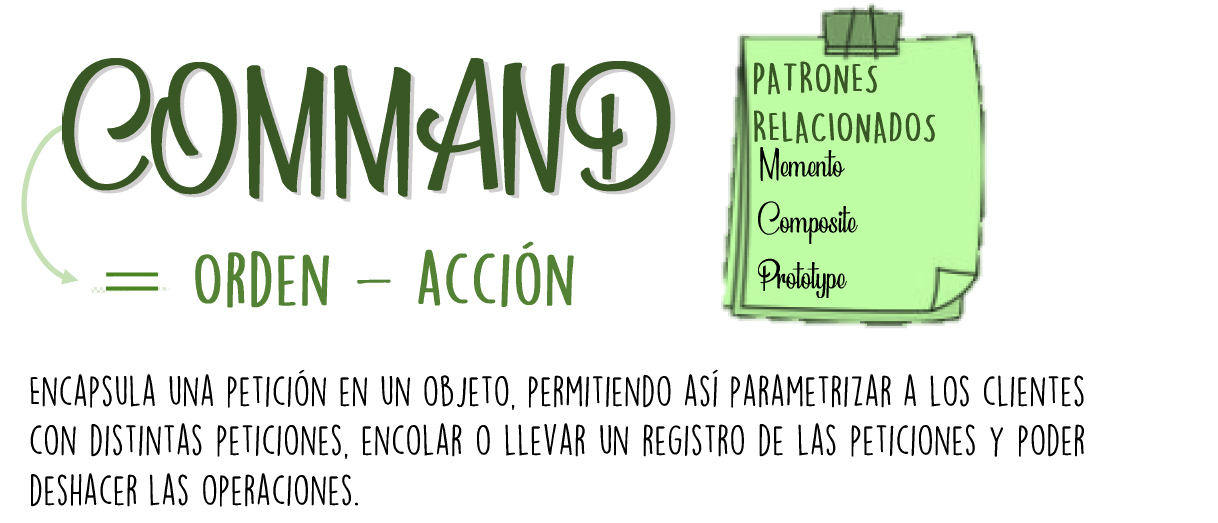 COMMAND
= ORDEN – ACCIÓN
PATRONES
RELACIONADOS
Memento
Composite
Prototype
ENCAPSULA UNA PETICIÓN EN UN OBJETO, PERMITIENDO ASÍ PARAMETRIZAR A LOS CLIENTES
CON DISTINTAS PETICIONES, ENCOLAR O LLEVAR UN REGISTRO DE LAS PETICIONES Y PODER
DESHACER LAS OPERACIONES.